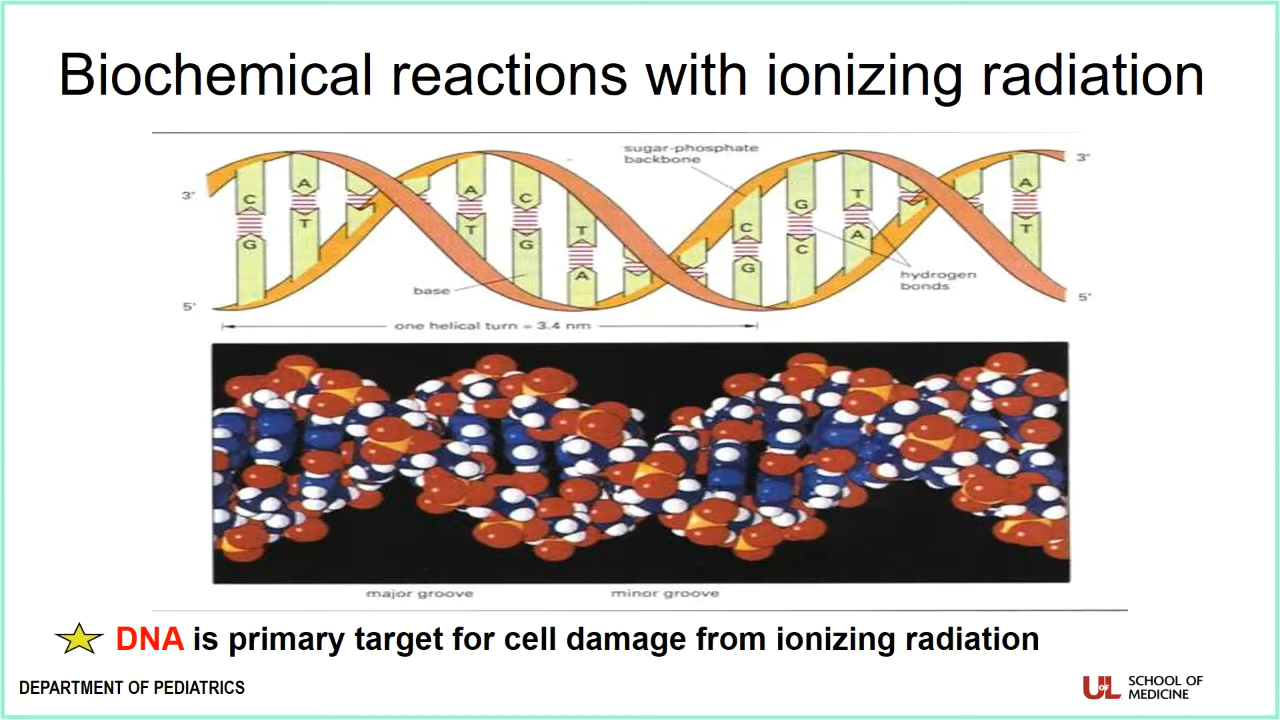 Biochemical reactions with ionizing radiation
sugar-phosphate
backbone
3'
3'
C
A
A
C
T
C
G
T
A
G
T
T
G
A
G
C
A
T
base
hydrogen
bonds
5'
5'
one helical turn = 3.4 nm
major groove
minor groove
DNA is primary target for cell damage from ionizing radiation
DEPARTMENT OF PEDIATRICS
UofL
SCHOOL OF
MEDICINE